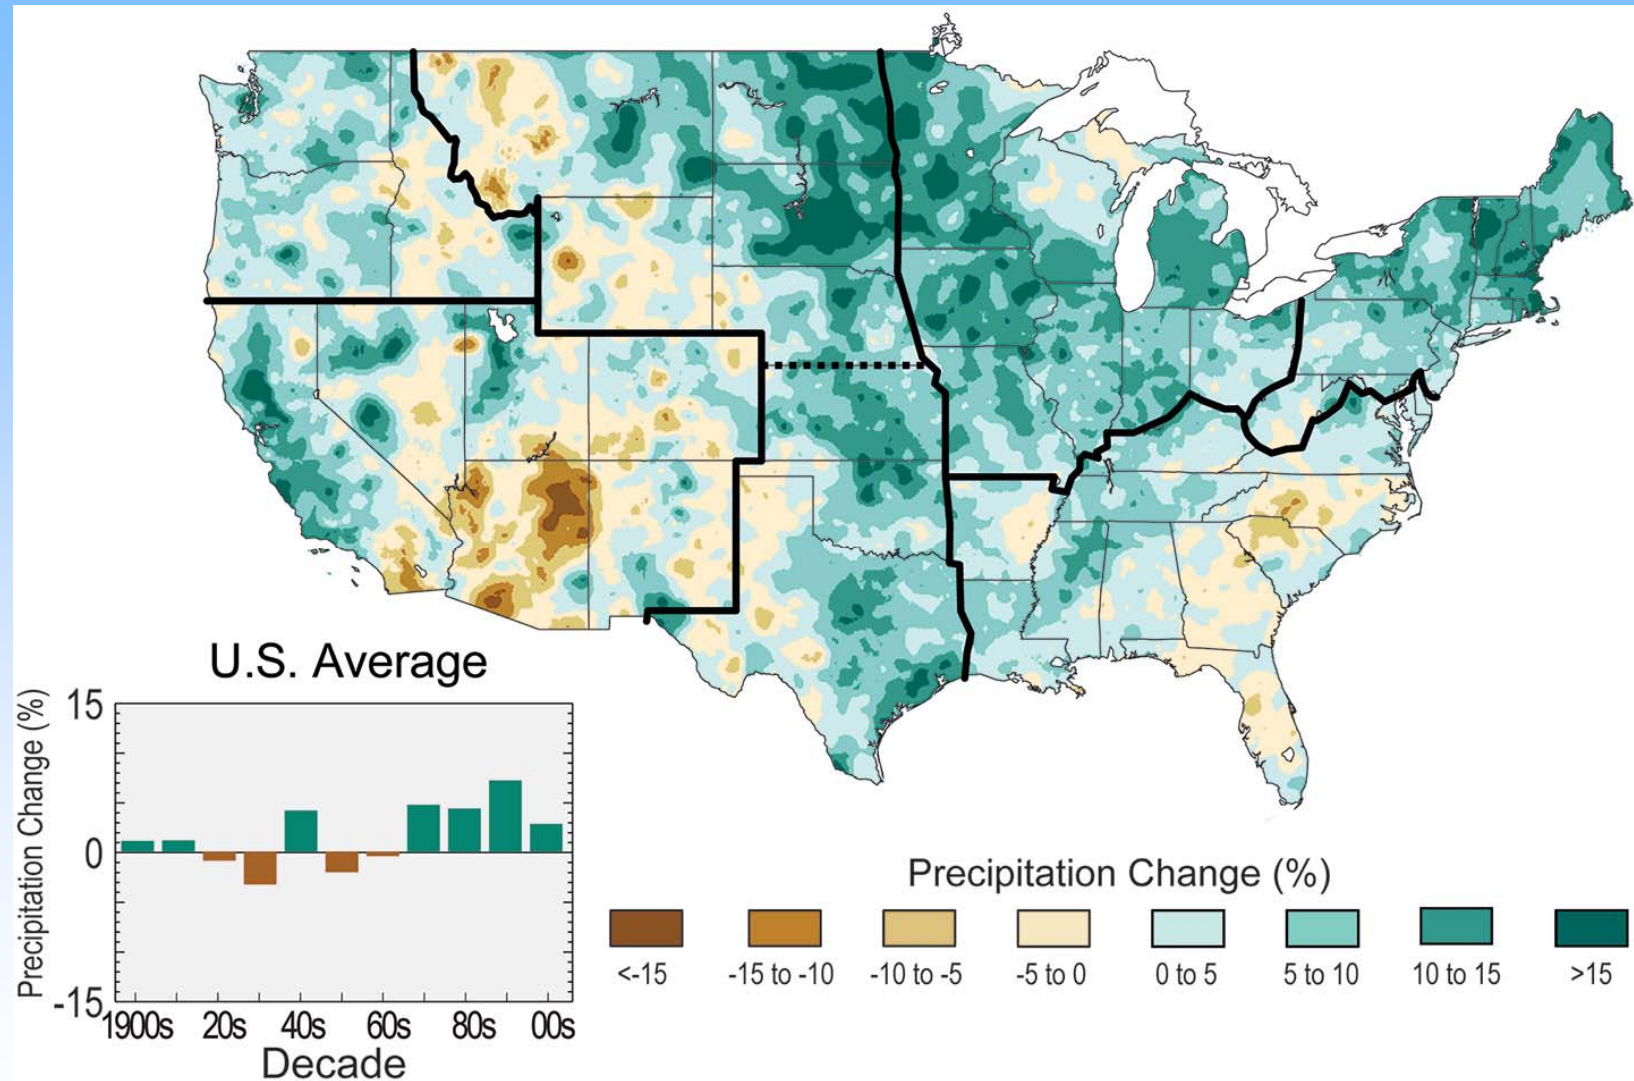 U.S. Average
Precipitation Change (%)
15
0
-15
1900s 20s 40s 60s 80s 00s
Decade
Precipitation Change (%)
<-15 -15 to -10 -10 to -5 -5 to 0 0 to 5 5 to 10 10 to 15 >15